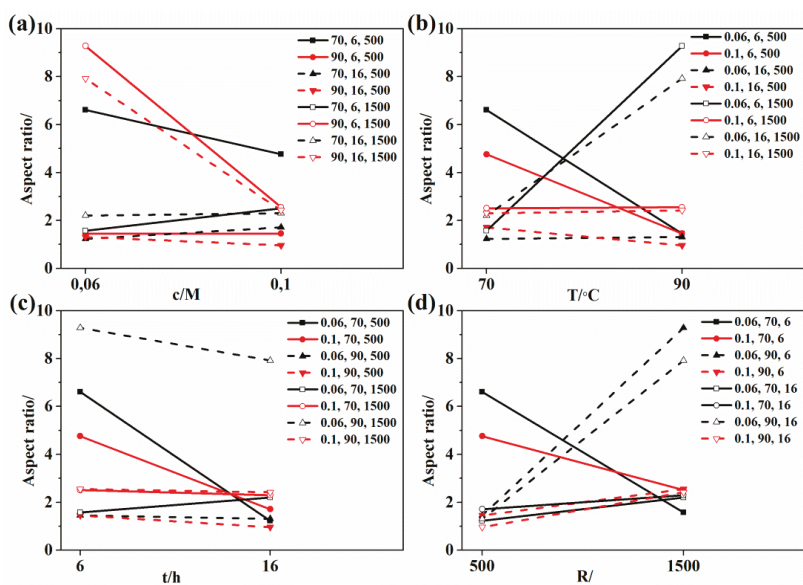 (a)
10
8
6
4
2
0
Aspect ratio/
0,06
0,1
c/M
70, 6, 500
90, 6, 500
70, 16, 500
90, 16, 500
70, 6, 1500
90, 6, 1500
70, 16, 1500
90, 16, 1500
(b)
10
8
6
4
2
0
Aspect ratio/
70
90
T/°C
0.06, 6, 500
0.1, 6, 500
0.06, 16, 500
0.1, 16, 500
0.06, 6, 1500
0.1, 6, 1500
0.06, 16, 1500
0.1, 16, 1500
(c)
10
8
6
4
2
0
Aspect ratio/
6
16
t/h
0.06, 70, 500
0.1, 70, 500
0.06, 90, 500
0.1, 90, 500
0.06, 70, 1500
0.1, 70, 1500
0.06, 90, 1500
0.1, 90, 1500
(d)
10
8
6
4
2
0
Aspect ratio/
500
1500
R/
0.06, 70, 6
0.1, 70, 6
0.06, 90, 6
0.1, 90, 6
0.06, 70, 16
0.1, 70, 16
0.06, 90, 16
0.1, 90, 16